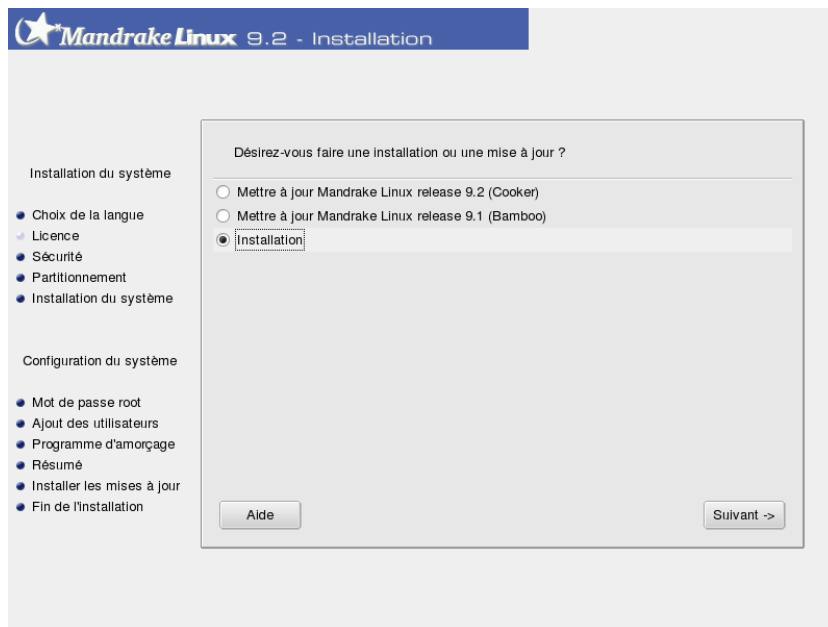 Mandrake Linux 9.2 - Installation
Désirez-vous faire une installation ou une mise à jour ?
Mettre à jour Mandrake Linux release 9.2 (Cooker)
Mettre à jour Mandrake Linux release 9.1 (Bamboo)
Installation
Installation du système
Choix de la langue
Licence
Sécurité
Partitionnement
Installation du système
Configuration du système
Mot de passe root
Ajout des utilisateurs
Programme d'amorçage
Résumé
Installer les mises à jour
Fin de l'installation
Aide
Suivant ->